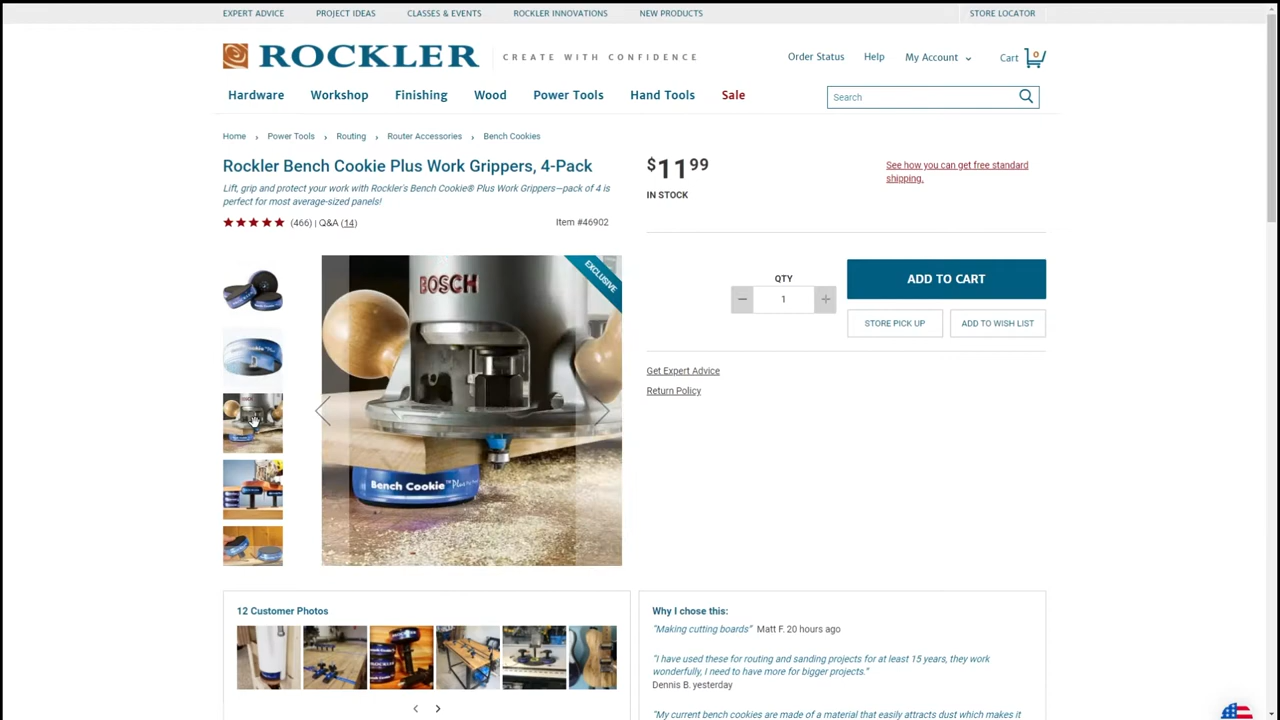 EXPERT ADVICE PROJECT IDEAS CLASSES & EVENTS ROCKLER INNOVATIONS NEW PRODUCTS STORE LOCATOR
ROCKLER CREATE WITH CONFIDENCE Order Status Help My Account Cart 0
Hardware Workshop Finishing Wood Power Tools Hand Tools Sale Search
Home › Power Tools › Routing › Router Accessories › Bench Cookies
Rockler Bench Cookie Plus Work Grippers, 4-Pack
Lift, grip and protect your work with Rockler's Bench Cookie® Plus Work Grippers—pack of 4 is
perfect for most average-sized panels!
(466) | Q&A (14) Item #46902
$11.99
IN STOCK
See how you can get free standard
shipping.
EXCLUSIVE
BOSCH
Bench Cookie™ Plus
QTY
1
ADD TO CART
STORE PICK UP ADD TO WISH LIST
Get Expert Advice
Return Policy
12 Customer Photos
Why I chose this:
"Making cutting boards" Matt F. 20 hours ago
"I have used these for routing and sanding projects for at least 15 years, they work
wonderfully, I need to have more for bigger projects."
Dennis B. yesterday
"My current bench cookies are made of a material that easily attracts dust which makes it